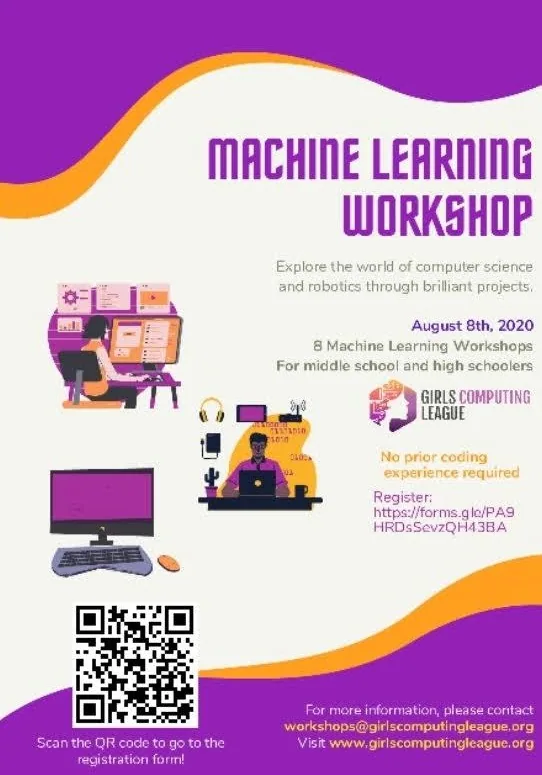 MACHINE LEARNING
WORKSHOP
Explore the world of computer science
and robotics through brilliant projects.
August 8th, 2020
8 Machine Learning Workshops
For middle school and high schoolers
GIRLS COMPUTING
LEAGUE
No prior coding
experience required
Register:
https://forms.gle/PA9
HRDsSevzQH43BA
For more information, please contact
workshops@girlscomputingleague.org
Visit www.girlscomputingleague.org
Scan the QR code to go to the
registration form!